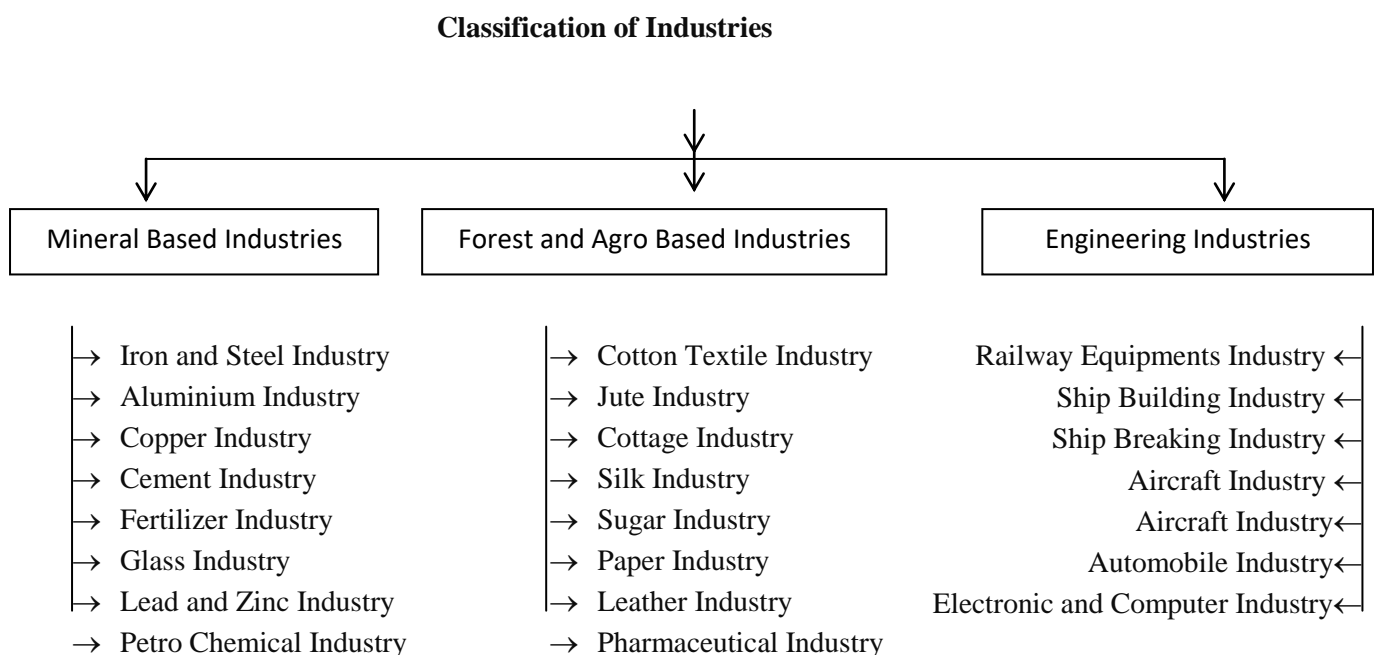 Classification of Industries
Mineral Based Industries
Forest and Agro Based Industries
Engineering Industries
→ Iron and Steel Industry
→ Aluminium Industry
→ Copper Industry
→ Cement Industry
→ Fertilizer Industry
→ Glass Industry
→ Lead and Zinc Industry
→ Petro Chemical Industry
→ Cotton Textile Industry
→ Jute Industry
→ Cottage Industry
→ Silk Industry
→ Sugar Industry
→ Paper Industry
→ Leather Industry
→ Pharmaceutical Industry
Railway Equipments Industry ←
Ship Building Industry ←
Ship Breaking Industry ←
Aircraft Industry ←
Aircraft Industry←
Automobile Industry←
Electronic and Computer Industry←